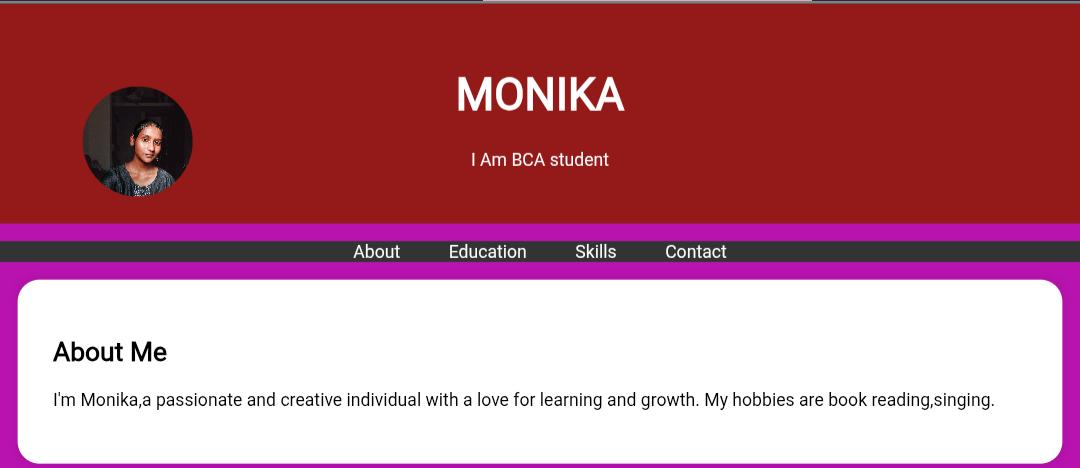 MONIKA
I Am BCA student
About Education Skills Contact
About Me
I'm Monika,a passionate and creative individual with a love for learning and growth. My hobbies are book reading,singing.